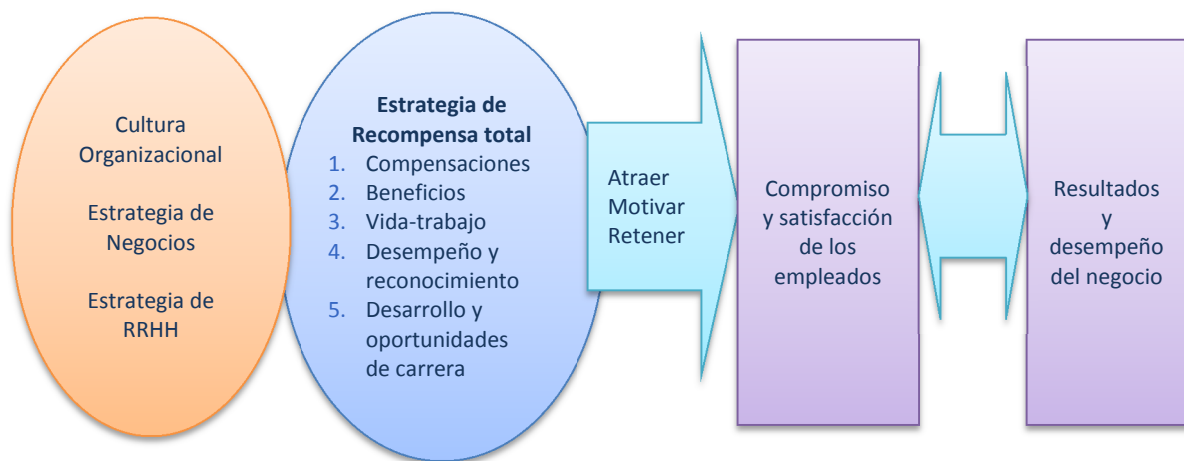 Cultura
Organizacional
Estrategia de
Negocios
Estrategia de
RRHH
Estrategia de
Recompensa total
1. Compensaciones
2. Beneficios
3. Vida-trabajo
4. Desempeño y
reconocimiento
5. Desarrollo y
oportunidades
de carrera
Atraer
Motivar
Retener
Compromiso
y satisfacción
de los
empleados
Resultados
y
desempeño
del negocio